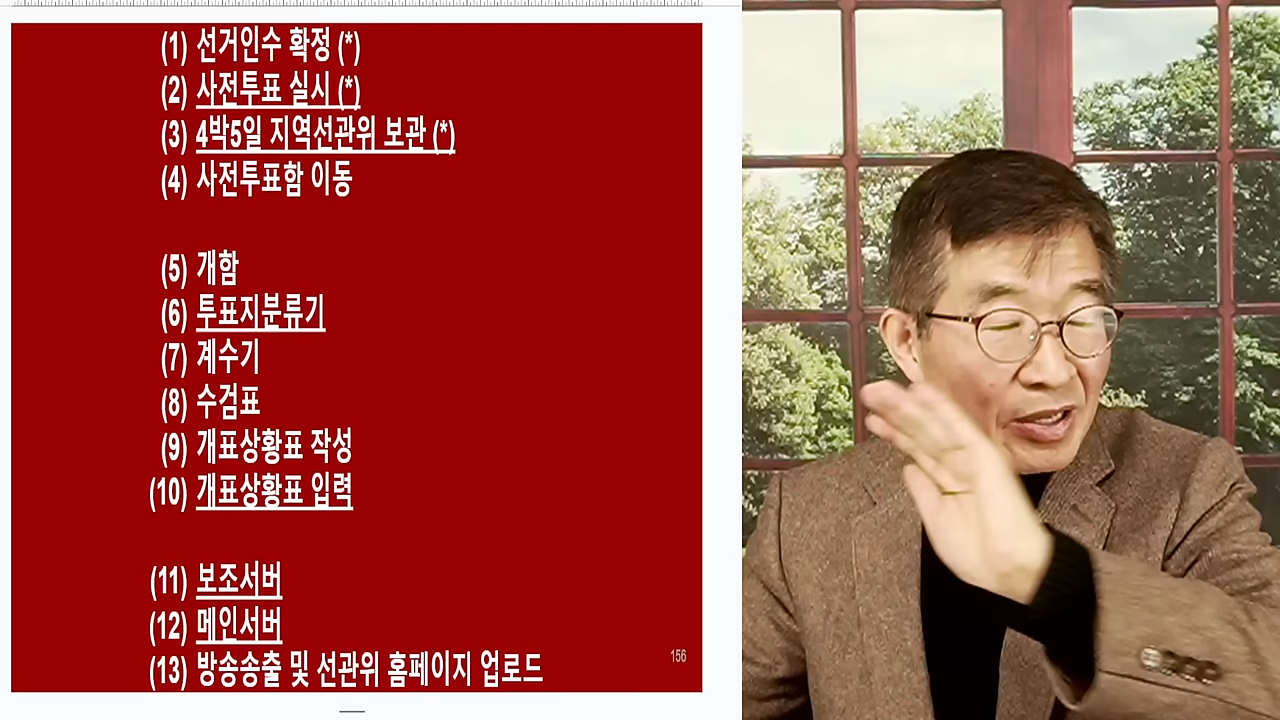 (1) 선거인수 확정 (*)
(2) 사전투표 실시 (*)
(3) 4박5일 지역선관위 보관 (*)
(4) 사전투표함 이동
(5) 개함
(6) 투표지분류기
(7) 계수기
(8) 수검표
(9) 개표상황표 작성
(10) 개표상황표 입력
(11) 보조서버
(12) 메인서버
(13) 방송송출 및 선관위 홈페이지 업로드
156